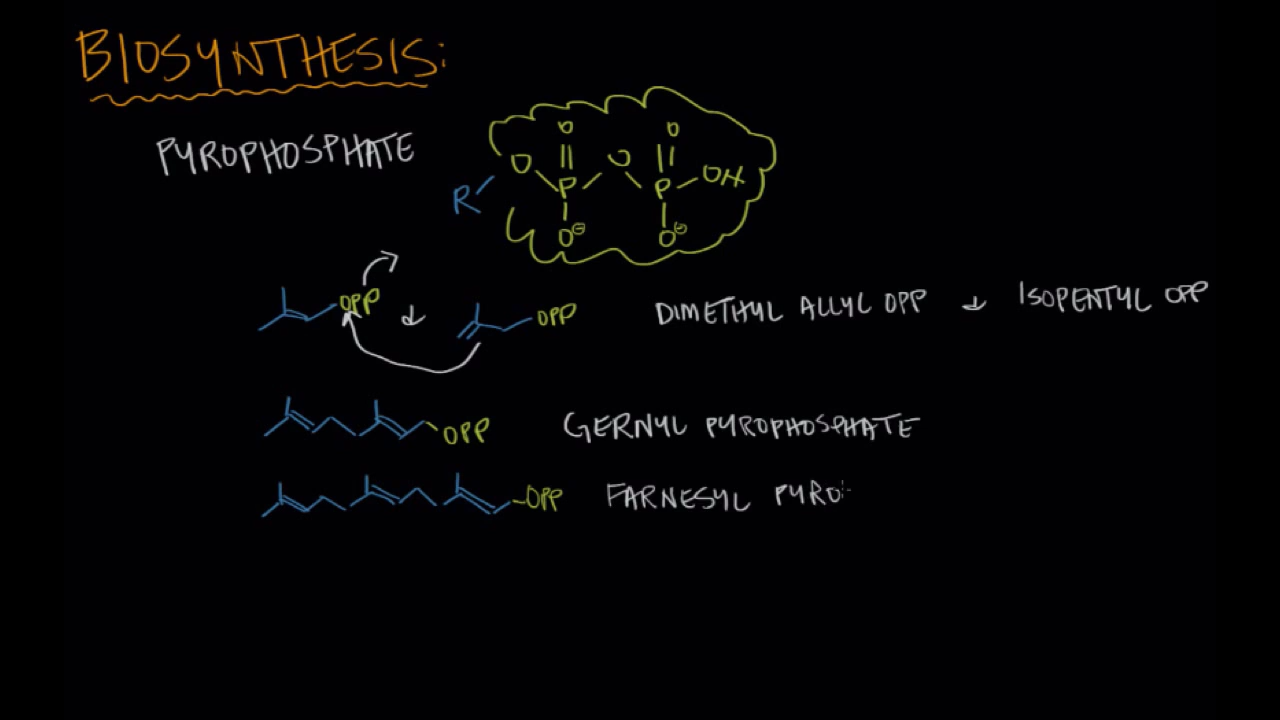 BIOSYNTHESIS:
PYROPHOSPHATE
O O
R O P O P OH
O⊖ O⊖
OPP & OPP DIMETHYL ALLYL OPP & ISOPENTYL OPP
OPP GERNYL PYROPHOSPHATE
OPP FARNESYL PYRO